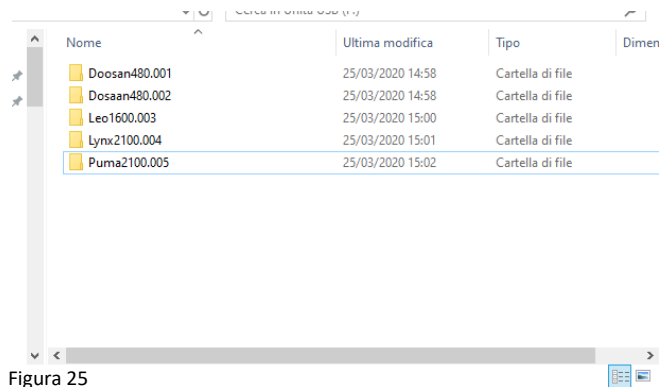 Cerca in Unità USB (F:)
Nome Ultima modifica Tipo Dimen
Doosan480.001 25/03/2020 14:58 Cartella di file
Dosaan480.002 25/03/2020 14:58 Cartella di file
Leo1600.003 25/03/2020 15:00 Cartella di file
Lynx2100.004 25/03/2020 15:01 Cartella di file
Puma2100.005 25/03/2020 15:02 Cartella di file
Figura 25